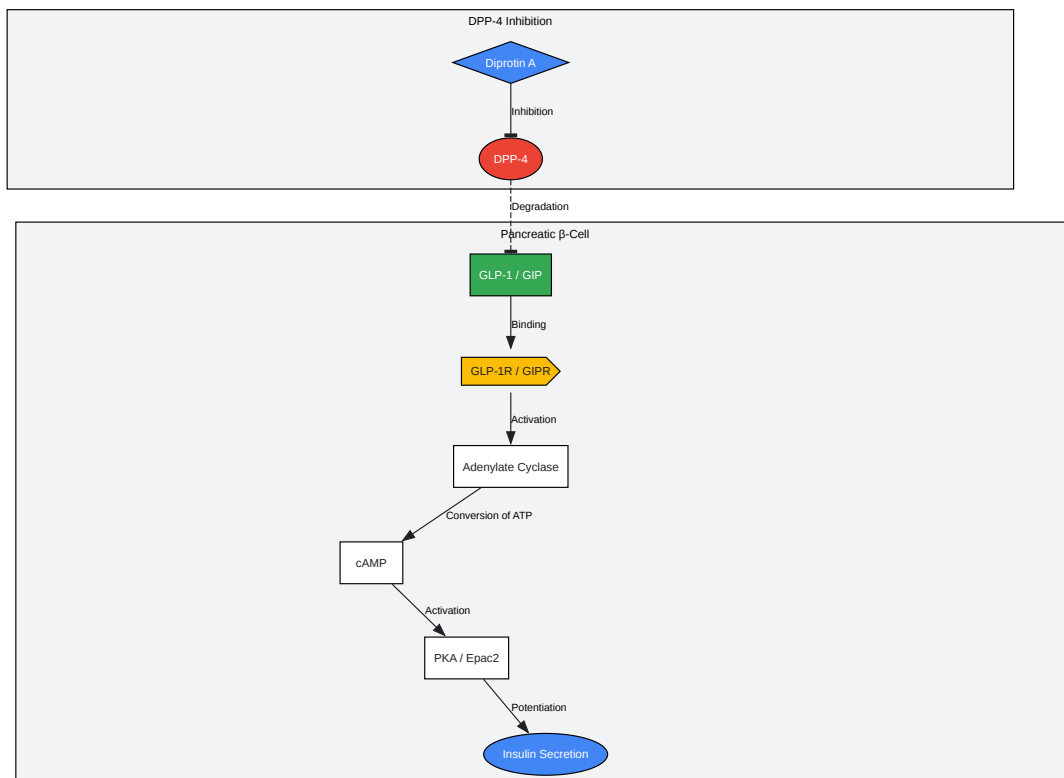 DPP-4 Inhibition
Diprotin A
Inhibition
DPP-4
Degradation
Pancreatic β-Cell
GLP-1 / GIP
Binding
GLP-1R / GIPR
Activation
Adenylate Cyclase
Conversion of ATP
cAMP
Activation
PKA / Epac2
Potentiation
Insulin Secretion